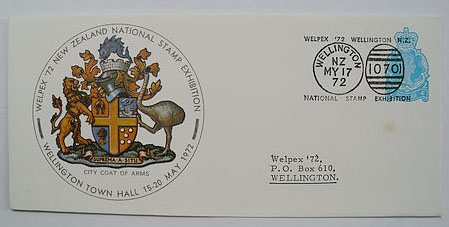 WELPEX '72 NEW ZEALAND NATIONAL STAMP EXHIBITION
SUPREMA A SITU
CITY COAT OF ARMS
WELLINGTON TOWN HALL 15-20 MAY 1972
WELPEX '72 WELLINGTON N.Z.
WELLINGTON
NZ
MY 17
72
1070
NATIONAL STAMP EXHIBITION
Welpex '72,
P.O. Box 610,
WELLINGTON.